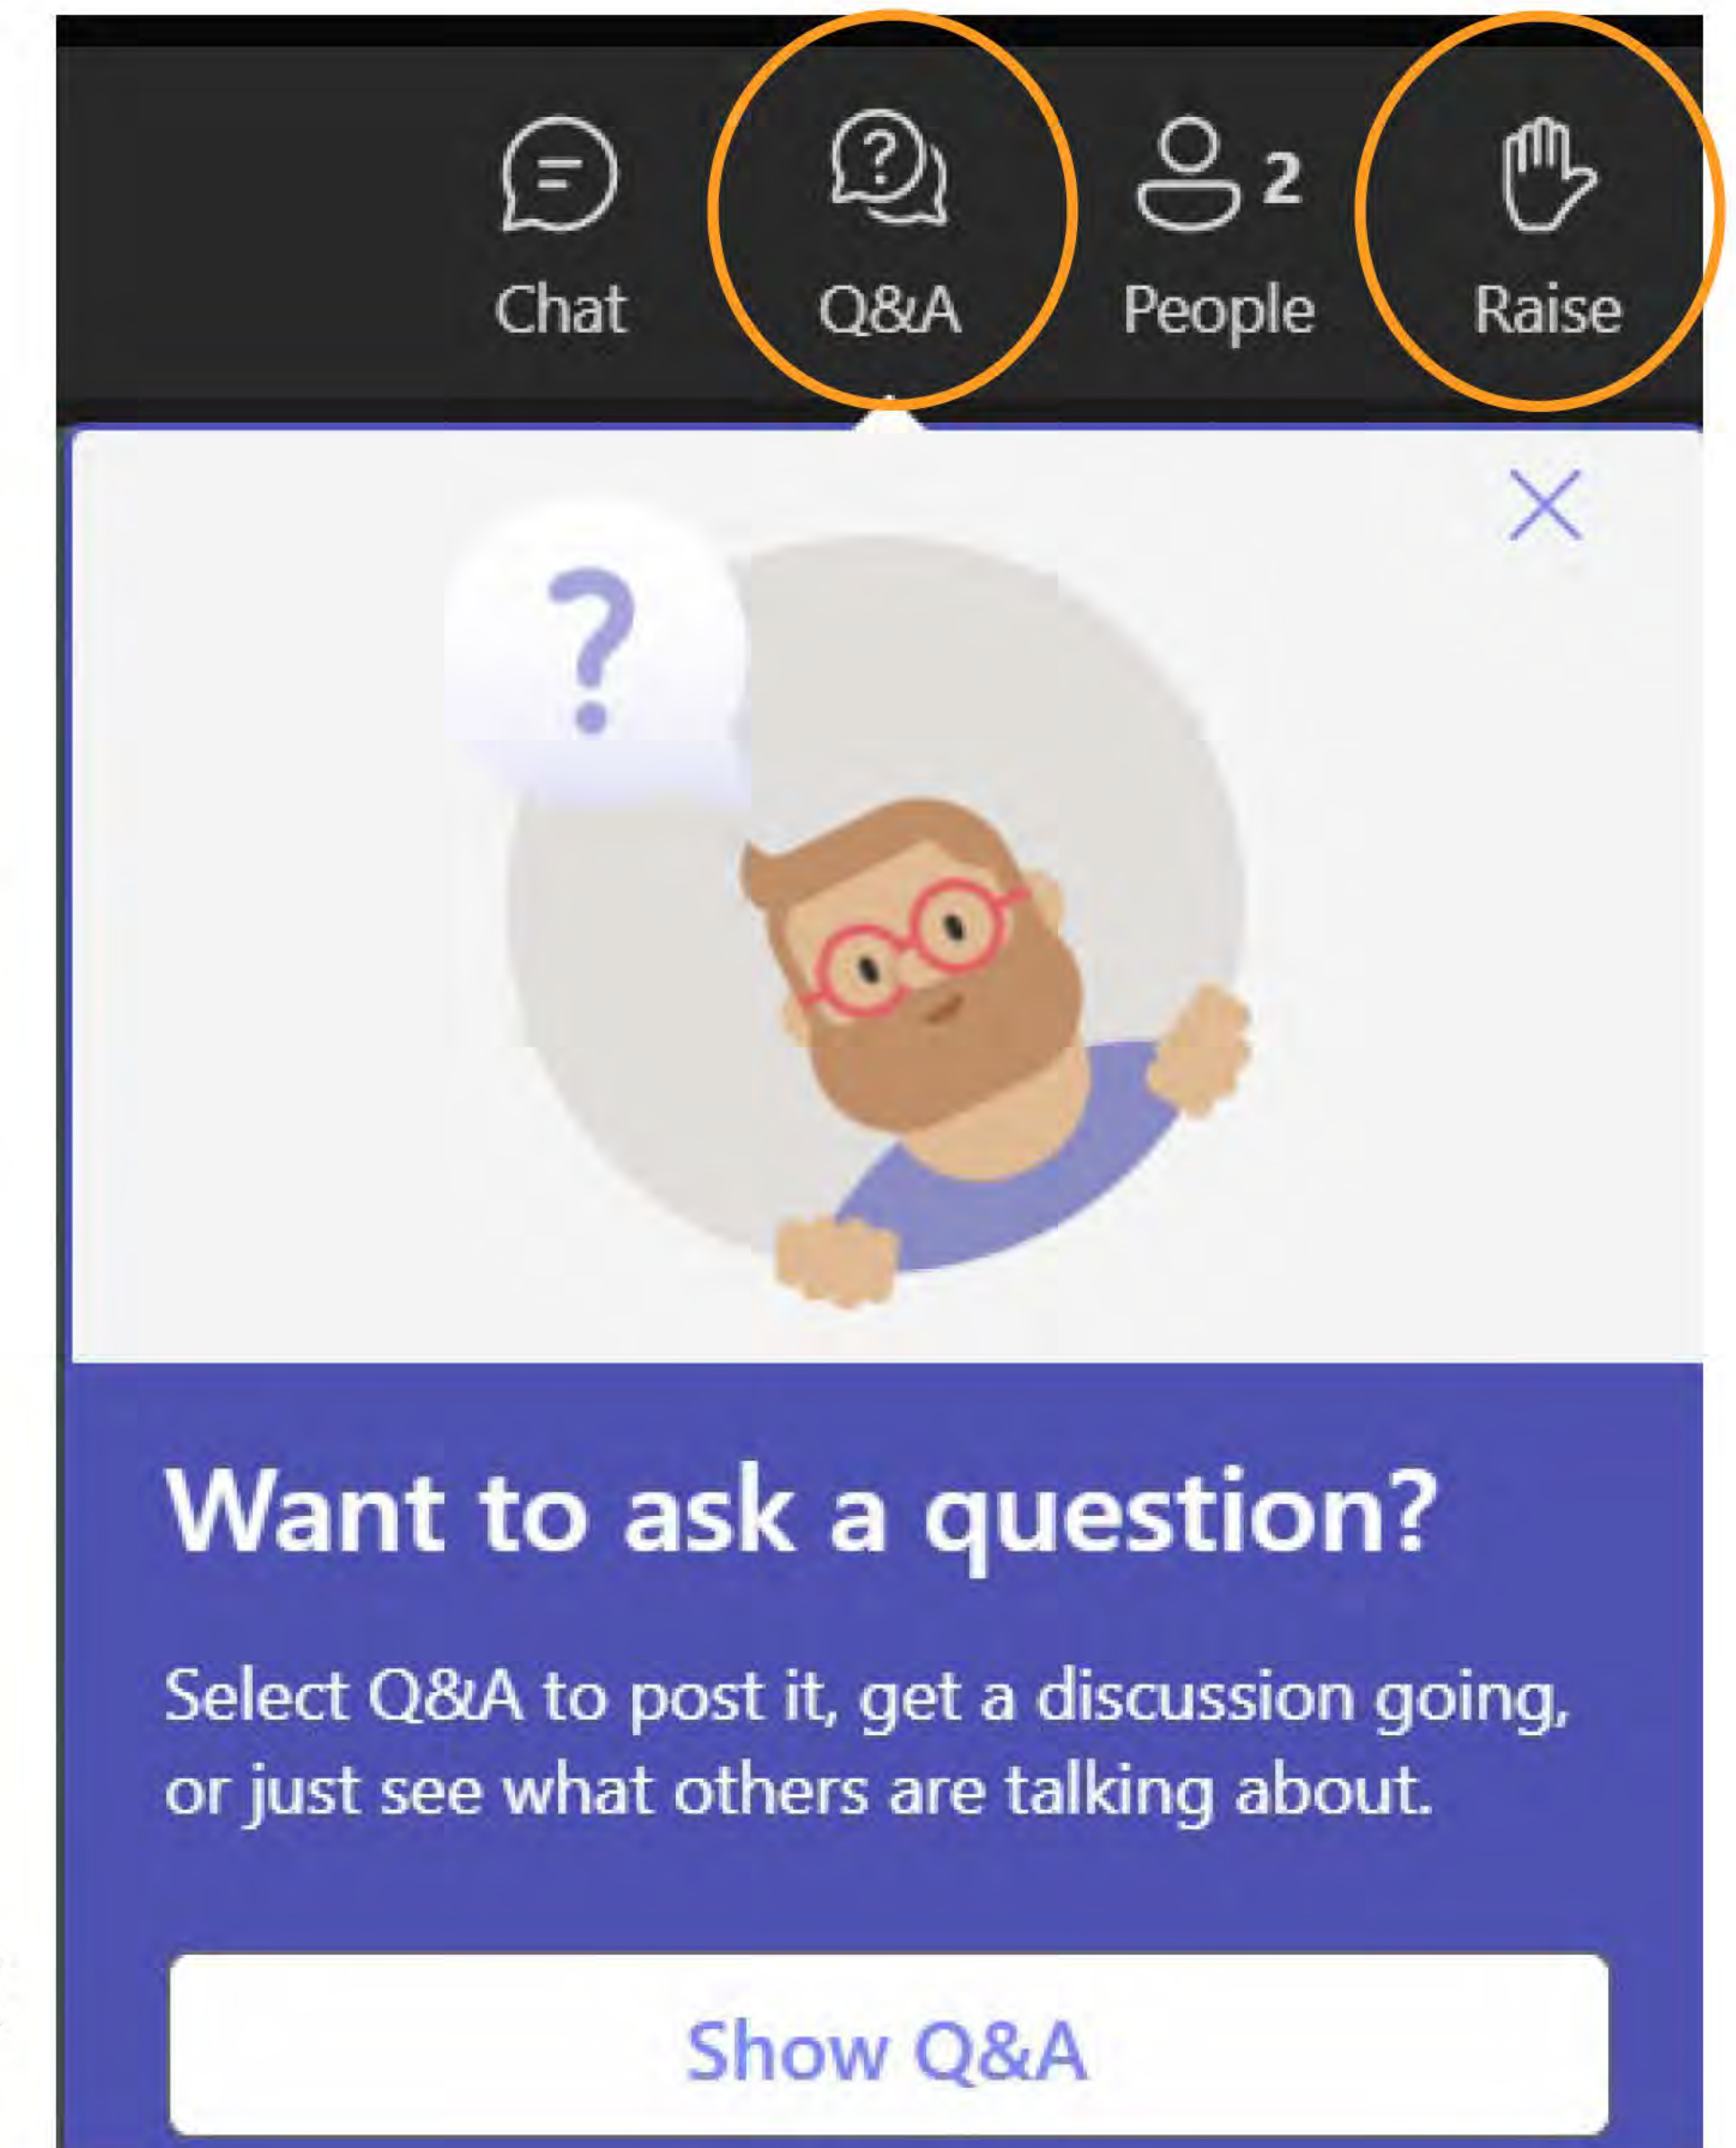 Chat Q&A People 2 Raise
?
Want to ask a question?
Select Q&A to post it, get a discussion going,
or just see what others are talking about.
Show Q&A